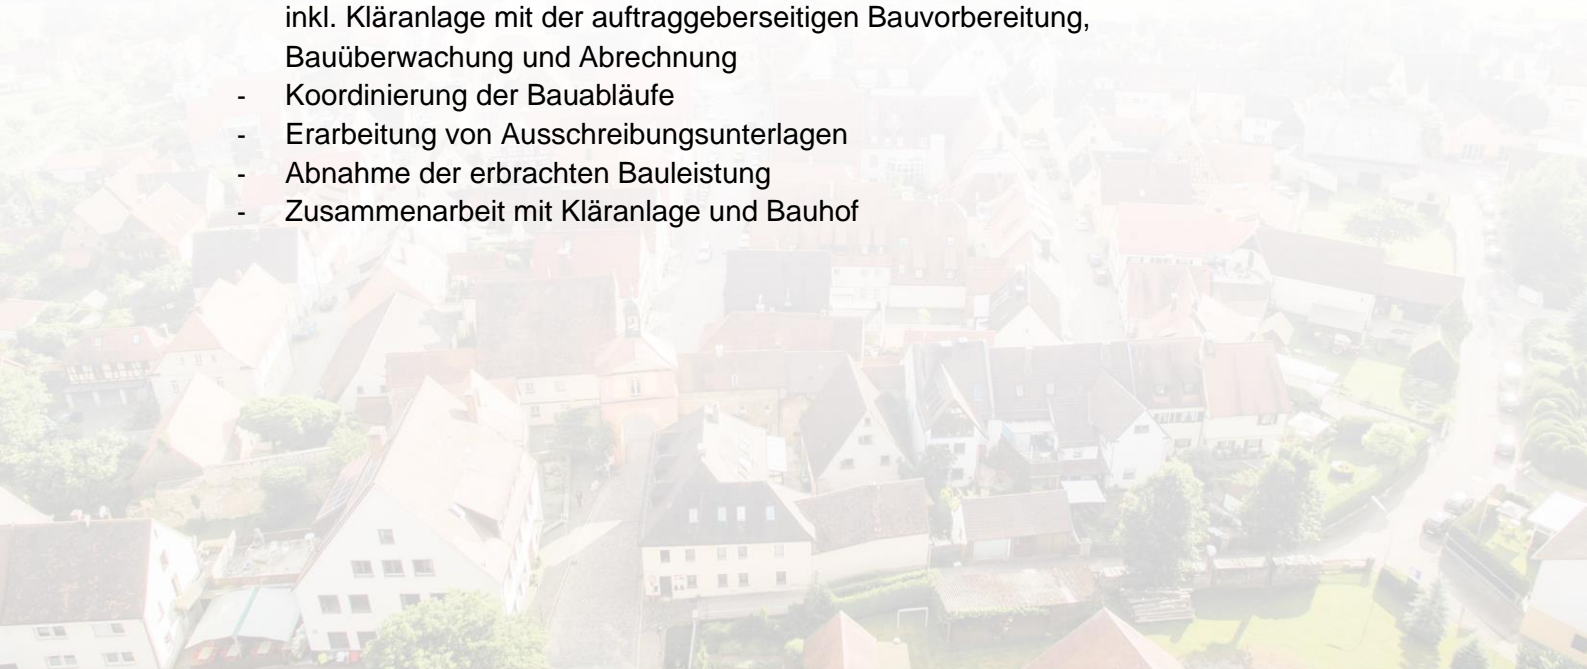 inkl. Kläranlage mit der auftraggeberseitigen Bauvorbereitung,
Bauüberwachung und Abrechnung
- Koordinierung der Bauabläufe
- Erarbeitung von Ausschreibungsunterlagen
- Abnahme der erbrachten Bauleistung
- Zusammenarbeit mit Kläranlage und Bauhof